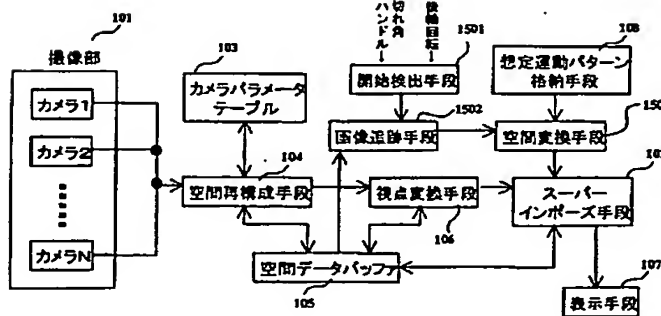 101
撮像部
カメラ1
カメラ2
カメラN
103
カメラパラメータ
テーブル
ハンドル
切れ角
後輪回転
1501
開始検出手段
108
想定運動パターン
格納手段
1502
画像追跡手段
150
空間変換手段
104
空間再構成手段
視点変換手段
106
10
スーパー
インポーズ手段
空間データバッファ
105
107
表示手段